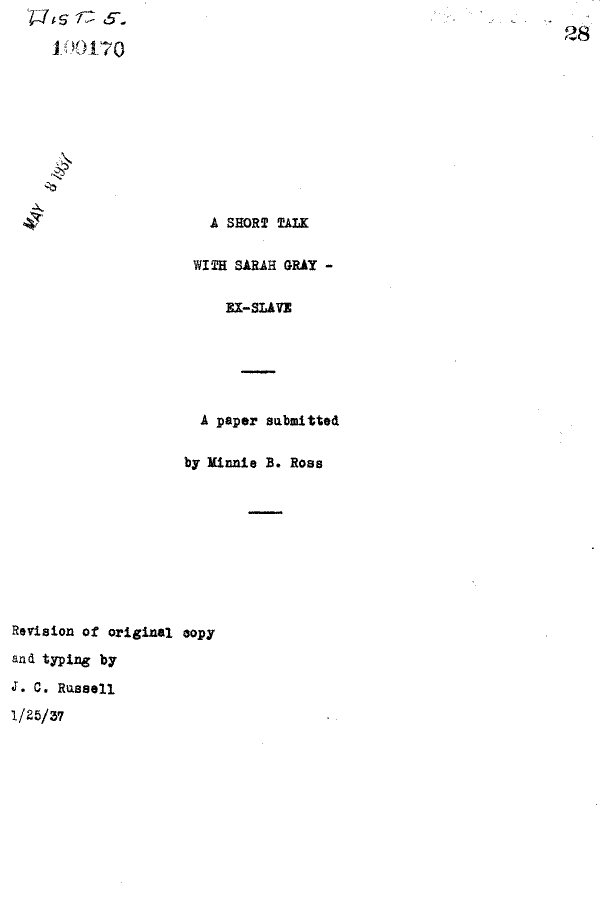 Dist. 5.
100170
28
MAY 8 1937
A SHORT TALK
WITH SARAH GRAY -
EX-SLAVE
A paper submitted
by Minnie B. Ross
Revision of original copy
and typing by
J. C. Russell
1/25/37